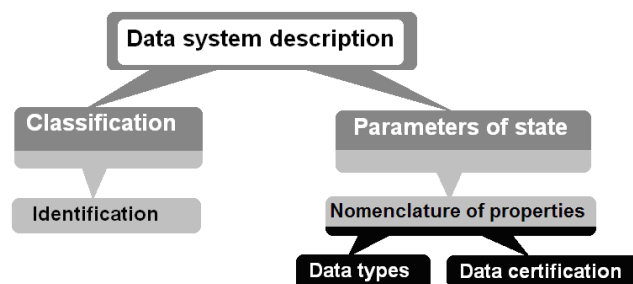 Data system description
Classification
Parameters of state
Identification
Nomenclature of properties
Data types
Data certification